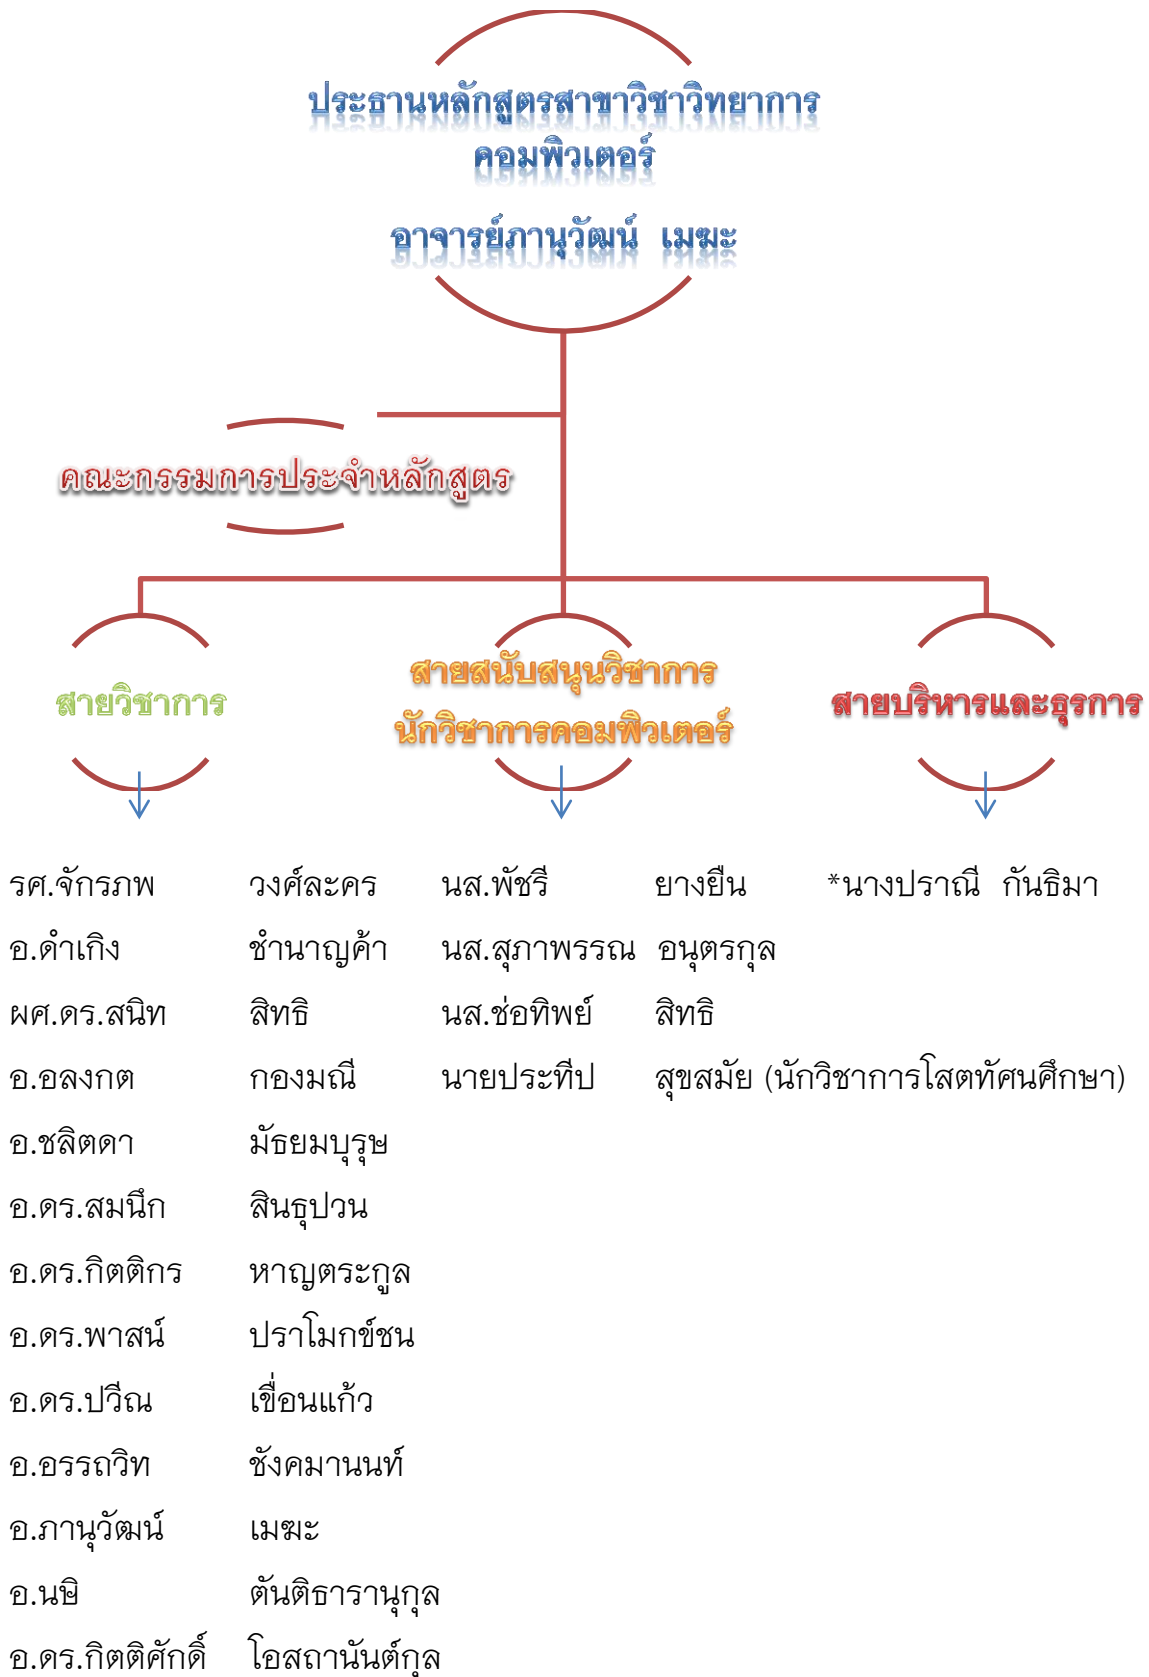 ประธานหลักสูตรสาขาวิชาวิทยาการ
คอมพิวเตอร์
อาจารย์ภานุวัฒน์ เมฆะ
คณะกรรมการประจำหลักสูตร
สายวิชาการ
สายสนับสนุนวิชาการ
นักวิชาการคอมพิวเตอร์
สายบริหารและธุรการ
รศ.จักรภพ วงศ์ละคร นส.พัชรี ยางยืน *นางปราณี กันธิมา
อ.ดำเกิง ชำนาญค้า นส.สุภาพรรณ อนุตรกุล
ผศ.ดร.สนิท สิทธิ นส.ช่อทิพย์ สิทธิ
อ.อลงกต กองมณี นายประทีป สุขสมัย (นักวิชาการโสตทัศนศึกษา)
อ.ชลิตดา มัธยมบุรุษ
อ.ดร.สมนึก สินธุปวน
อ.ดร.กิตติกร หาญตระกูล
อ.ดร.พาสน์ ปราโมกข์ชน
อ.ดร.ปวีณ เขื่อนแก้ว
อ.อรรถวิท ชังคมานนท์
อ.ภานุวัฒน์ เมฆะ
อ.นษิ ตันติธารานุกุล
อ.ดร.กิตติศักดิ์ โอสถานันต์กุล